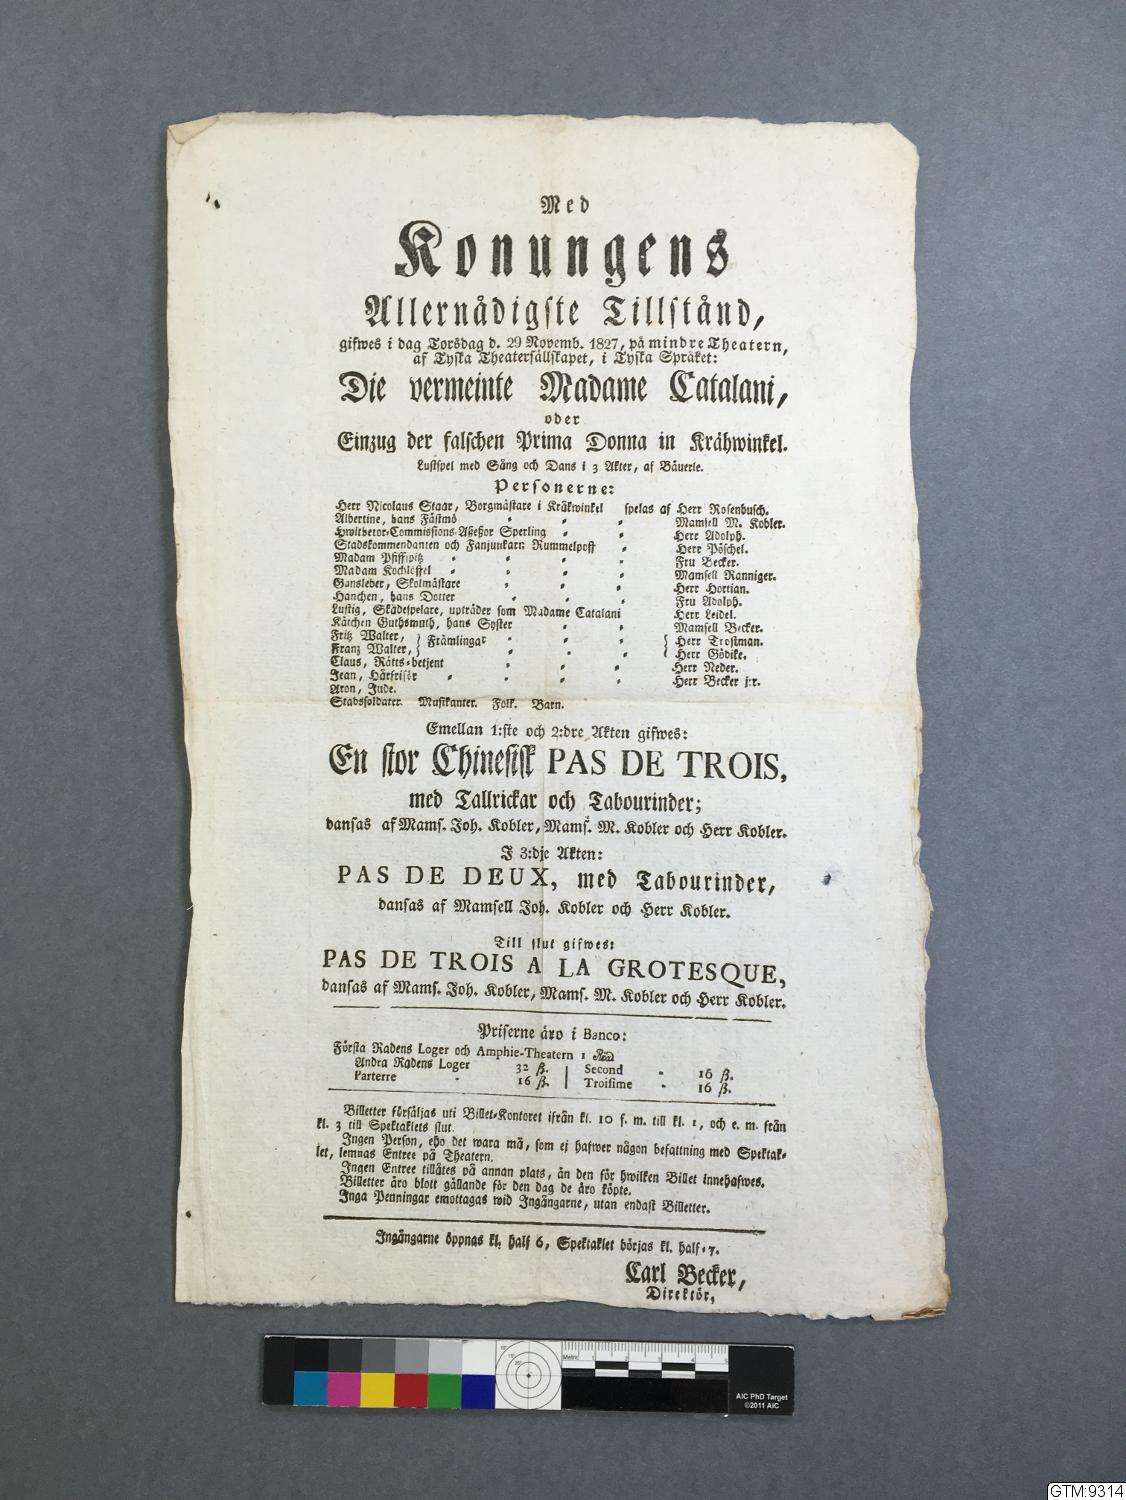 Med
Konungens
Allernådigste Tillstånd,
gifwes i dag Torsdag d. 29 Novemb. 1827, på mindre Theatern,
af Tyska Theatersällskapet, i Tyska Språket:
Die vermeinte Madame Catalani,
oder
Einzug der falschen Prima Donna in Krähwinkel.
Lustspel med Sång och Dans i 3 Akter, af Bäuerle.
Personerne:
Herr Nicolaus Staar, Borgmästare i Kräkwinkel spelas af Herr Rosenbusch.
Albertine, hans Fästmö Mamsell M. Kobler.
Commissions-Assessor Sperling Herr Adolph.
Stadskommendanten och Fanjunkarn Rummelpoff Herr Pöschel.
Madam Pfiffspitz Fru Becker.
Madam Kochlöffel Mamsell Ranniger.
Gansleder, Skolmästare Herr Hortian.
Hanchen, hans Dotter Fru Adolph.
Lustig, Skådespelare, upträder som Madame Catalani Herr Leidel.
Kätchen Guthsmuth, hans Syster Mamsell Becker.
Fritz Walter, } Främlingar { Herr Trostman.
Franz Walter, } { Herr Gödike.
Claus, Rätts-betjent Herr Neder.
Jean, Hårfrisör Herr Becker j:r.
Aron, Jude.
Stadssoldater. Musikanter. Folk. Barn.
Emellan 1:ste och 2:dre Akten gifwes:
En stor Chinesisk PAS DE TROIS,
med Tallrickar och Tabourinder;
dansas af Mams. Joh. Kobler, Mams. M. Kobler och Herr Kobler.
I 3:dje Akten:
PAS DE DEUX, med Tabourinder,
dansas af Mamsell Joh. Kobler och Herr Kobler.
Till slut gifwes:
PAS DE TROIS A LA GROTESQUE,
dansas af Mams. Joh. Kobler, Mams. M. Kobler och Herr Kobler.
Priserne äro i Banco:
Första Radens Loger och Amphie-Theatern 1
Andra Radens Loger 32 ß. | Second 16 ß.
Parterre 16 ß. | Troisime 16 ß.
Billetter försäljas uti Billet-Kontoret ifrån kl. 10 f. m. till kl. 1, och e. m. från
kl. 3 till Spektaklets slut.
Ingen Person, eho det wara må, som ej hafwer någon befattning med Spektak-
let, lemnas Entree på Theatern.
Ingen Entree tillåtes på annan plats, än den för hwilken Billet innehafwes.
Billetter äro blott gällande för den dag de äro köpte.
Inga Penningar emottagas wid Ingångarne, utan endast Billetter.
Ingångarne öppnas kl. half 6, Spektaklet börjas kl. half-7.
Carl Becker,
Direktör,
AIC PhD Target
©2011 AIC
GTM:9314